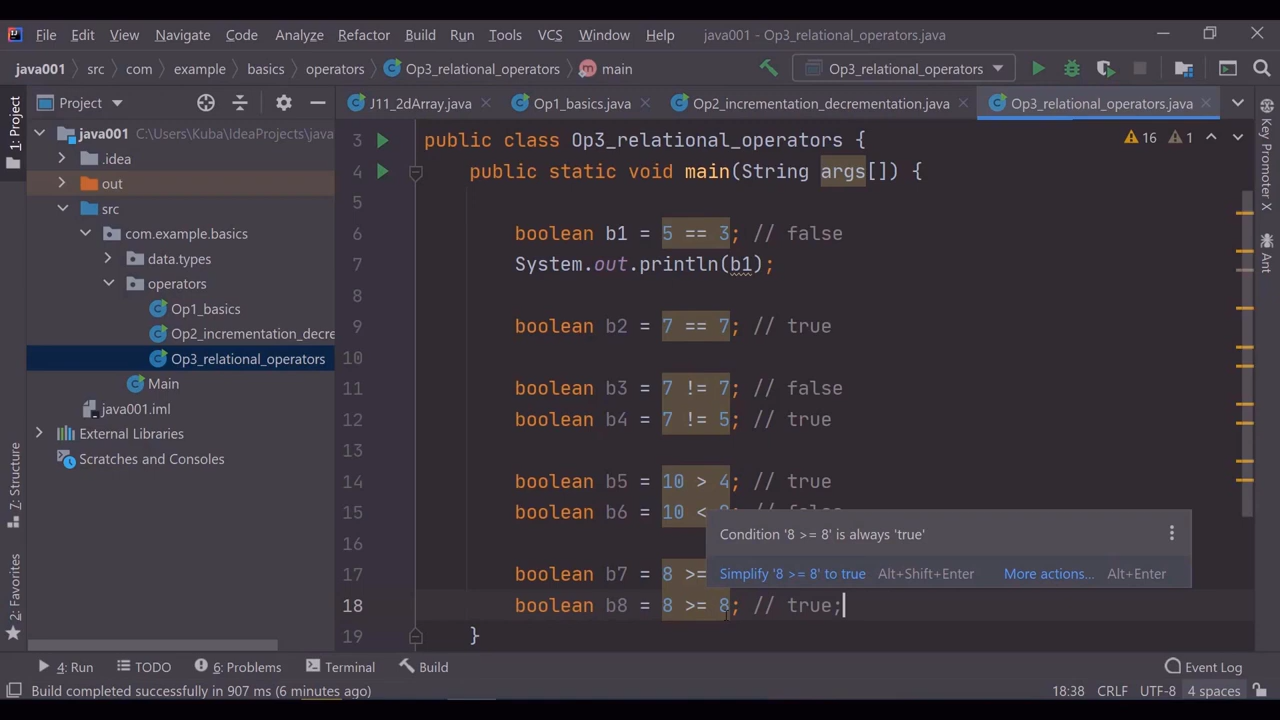 File Edit View Navigate Code Analyze Refactor Build Run Tools VCS Window Help java001 - Op3_relational_operators.java
java001 src com example basics operators Op3_relational_operators main Op3_relational_operators
1: Project
Project
J11_2dArray.java Op1_basics.java Op2_incrementation_decrementation.java Op3_relational_operators.java
java001 C:\Users\Kuba\IdeaProjects\java
.idea
out
src
com.example.basics
data.types
operators
Op1_basics
Op2_incrementation_decre
Op3_relational_operators
Main
java001.iml
External Libraries
Scratches and Consoles
16 1
3 public class Op3_relational_operators {
4 public static void main(String args[]) {
5
6 boolean b1 = 5 == 3; // false
7 System.out.println(b1);
8
9 boolean b2 = 7 == 7; // true
10
11 boolean b3 = 7 != 7; // false
12 boolean b4 = 7 != 5; // true
13
14 boolean b5 = 10 > 4; // true
15 boolean b6 = 10 <
16
Condition '8 >= 8' is always 'true'
Simplify '8 >= 8' to true Alt+Shift+Enter More actions... Alt+Enter
17 boolean b7 = 8 >=
18 boolean b8 = 8 >= 8; // true;
19 }
Key Promoter X
Ant
Z: Structure
2: Favorites
4: Run TODO 6: Problems Terminal Build Event Log
Build completed successfully in 907 ms (6 minutes ago) 18:38 CRLF UTF-8 4 spaces